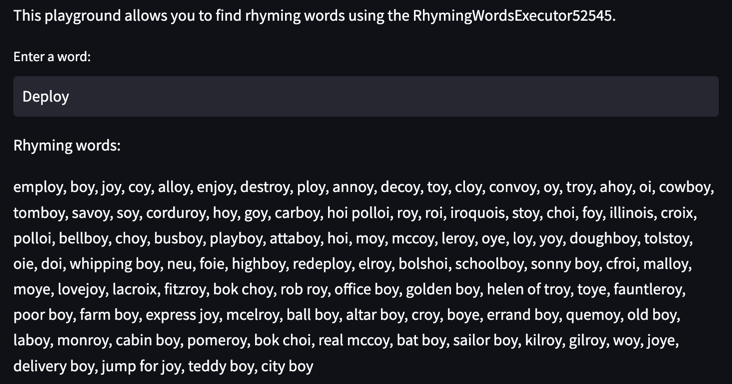 This playground allows you to find rhyming words using the RhymingWordsExecutor52545.
Enter a word:
Deploy
Rhyming words:
employ, boy, joy, coy, alloy, enjoy, destroy, ploy, annoy, decoy, toy, cloy, convoy, oy, troy, ahoy, oi, cowboy,
tomboy, savoy, soy, corduroy, hoy, goy, carboy, hoi polloi, roy, roi, iroquois, stoy, choi, foy, illinois, croix,
polloi, bellboy, choy, busboy, playboy, attaboy, hoi, moy, mccoy, leroy, oye, loy, yoy, doughboy, tolstoy,
oie, doi, whipping boy, neu, foie, highboy, redeploy, elroy, bolshoi, schoolboy, sonny boy, cfroi, malloy,
moye, lovejoy, lacroix, fitzroy, bok choy, rob roy, office boy, golden boy, helen of troy, toye, fauntleroy,
poor boy, farm boy, express joy, mcelroy, ball boy, altar boy, croy, boye, errand boy, quemoy, old boy,
laboy, monroy, cabin boy, pomeroy, bok choi, real mccoy, bat boy, sailor boy, kilroy, gilroy, woy, joye,
delivery boy, jump for joy, teddy boy, city boy